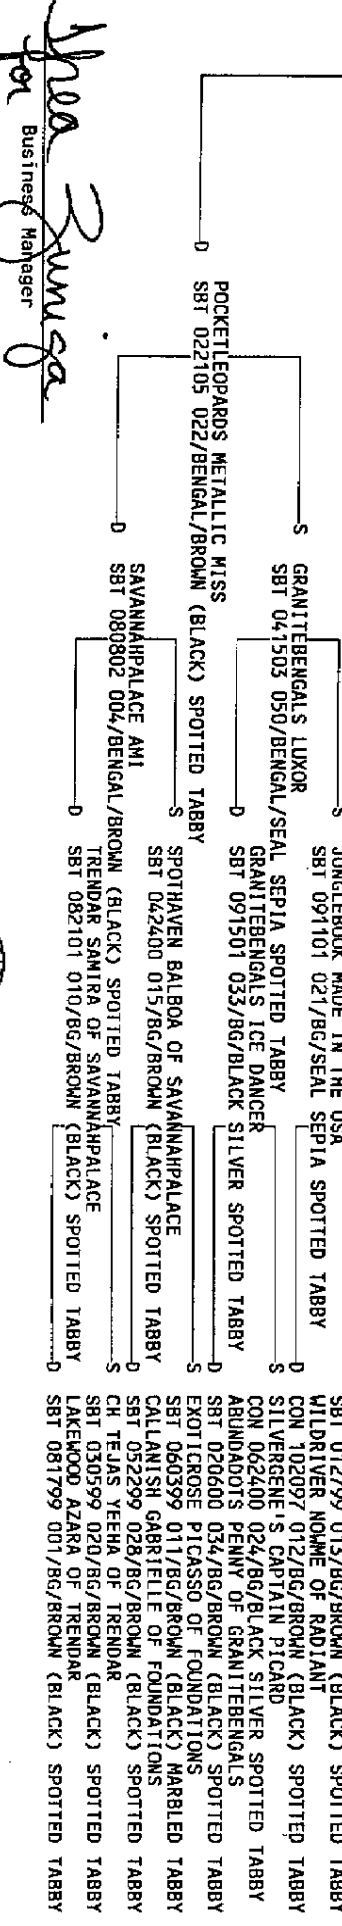 D
POCKETLEOPARDS METALLIC MISS
SBT 022105 022/BENGAL/BROWN (BLACK) SPOTTED TABBY
S
GRANITEBENGALS LUXOR
SBT 041503 050/BENGAL/SEAL SEPIA SPOTTED TABBY
D
SAVANNAHPALACE AMI
SBT 080802 004/BENGAL/BROWN (BLACK) SPOTTED TABBY
S
JUNGLEBOOK MADE IN THE USA
SBT 091101 021/BG/SEAL SEPIA SPOTTED TABBY
D
GRANITEBENGALS ICE DANCER
SBT 091501 033/BG/BLACK SILVER SPOTTED TABBY
S
SPOTHAVEN BALBOA OF SAVANNAHPALACE
SBT 042400 015/BG/BROWN (BLACK) SPOTTED TABBY
D
TRENDAR SAMIRA OF SAVANNAHPALACE
SBT 082101 010/BG/BROWN (BLACK) SPOTTED TABBY
SBT 012799 013/BG/BROWN (BLACK) SPOTTED TABBY
D
WILDRIVER NOWME OF RADIANT
CON 102097 012/BG/BROWN (BLACK) SPOTTED TABBY
S
SILVERGENE'S CAPTAIN PICARD
CON 062400 024/BG/BLACK SILVER SPOTTED TABBY
D
ABUNDADOTS PENNY OF GRANITEBENGALS
SBT 020600 034/BG/BROWN (BLACK) SPOTTED TABBY
S
EXOTICROSE PICASSO OF FOUNDATIONS
SBT 060399 011/BG/BROWN (BLACK) MARBLED TABBY
D
CALLANISH GABRIELLE OF FOUNDATIONS
SBT 052299 028/BG/BROWN (BLACK) SPOTTED TABBY
S
CH TEJAS YEEHA OF TRENDAR
SBT 030599 020/BG/BROWN (BLACK) SPOTTED TABBY
D
LAKEWOOD AZARA OF TRENDAR
SBT 081799 001/BG/BROWN (BLACK) SPOTTED TABBY
Zuniga
for
Business Manager